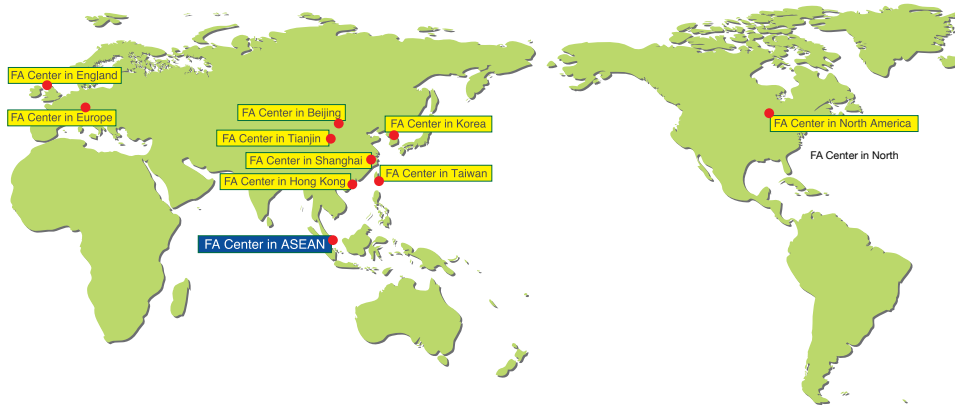 FA Center in England
FA Center in Europe
FA Center in Beijing
FA Center in Tianjin
FA Center in Korea
FA Center in Shanghai
FA Center in Taiwan
FA Center in Hong Kong
FA Center in ASEAN
FA Center in North America
FA Center in North